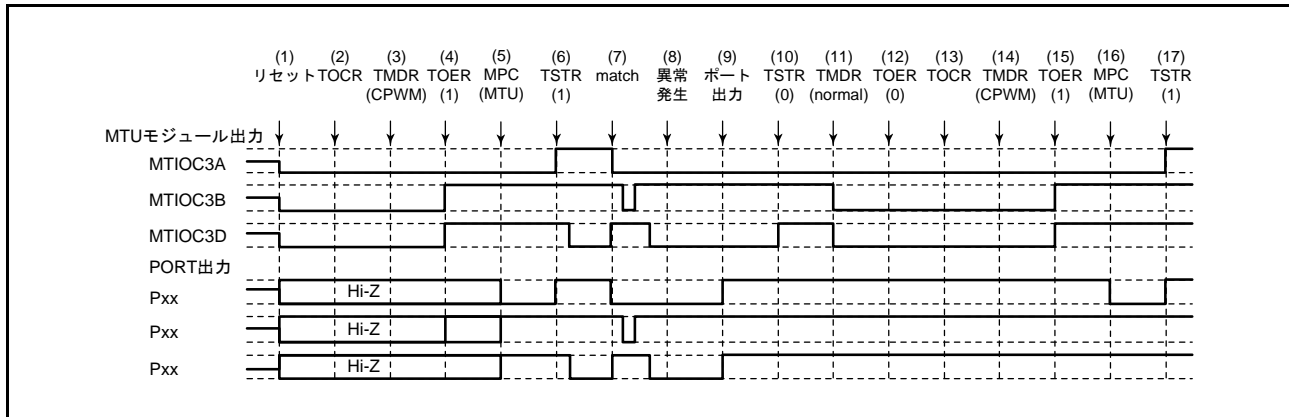 (1) (2) (3) (4) (5) (6) (7) (8) (9) (10) (11) (12) (13) (14) (15) (16) (17)
リセット TOCR TMDR TOER MPC TSTR match 異常 ポート TSTR TMDR TOER TOCR TMDR TOER MPC TSTR
(CPWM) (1) (MTU) (1) 発生 出力 (0) (normal) (0) (CPWM) (1) (MTU) (1)
MTUモジュール出力
MTIOC3A
MTIOC3B
MTIOC3D
PORT出力
Pxx Hi-Z
Pxx Hi-Z
Pxx Hi-Z